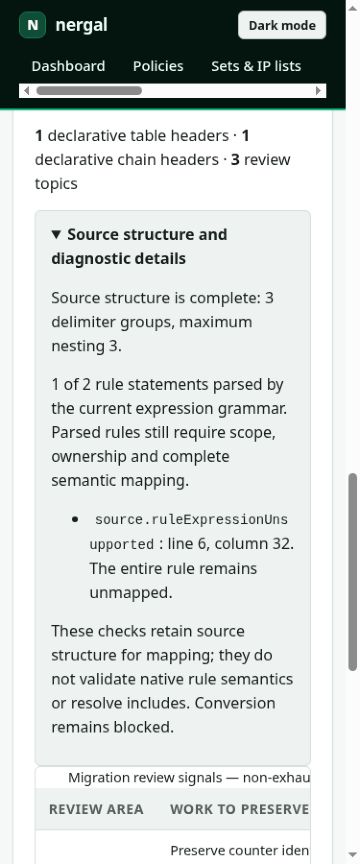 N nergal Dark mode
Dashboard Policies Sets & IP lists
1 declarative table headers · 1
declarative chain headers · 3 review
topics
▼ Source structure and
diagnostic details
Source structure is complete: 3
delimiter groups, maximum
nesting 3.
1 of 2 rule statements parsed by
the current expression grammar.
Parsed rules still require scope,
ownership and complete
semantic mapping.
• source.ruleExpressionUns
upported : line 6, column 32.
The entire rule remains
unmapped.
These checks retain source
structure for mapping; they do
not validate native rule semantics
or resolve includes. Conversion
remains blocked.
Migration review signals — non-exhau
REVIEW AREA WORK TO PRESERVE
Preserve counter iden